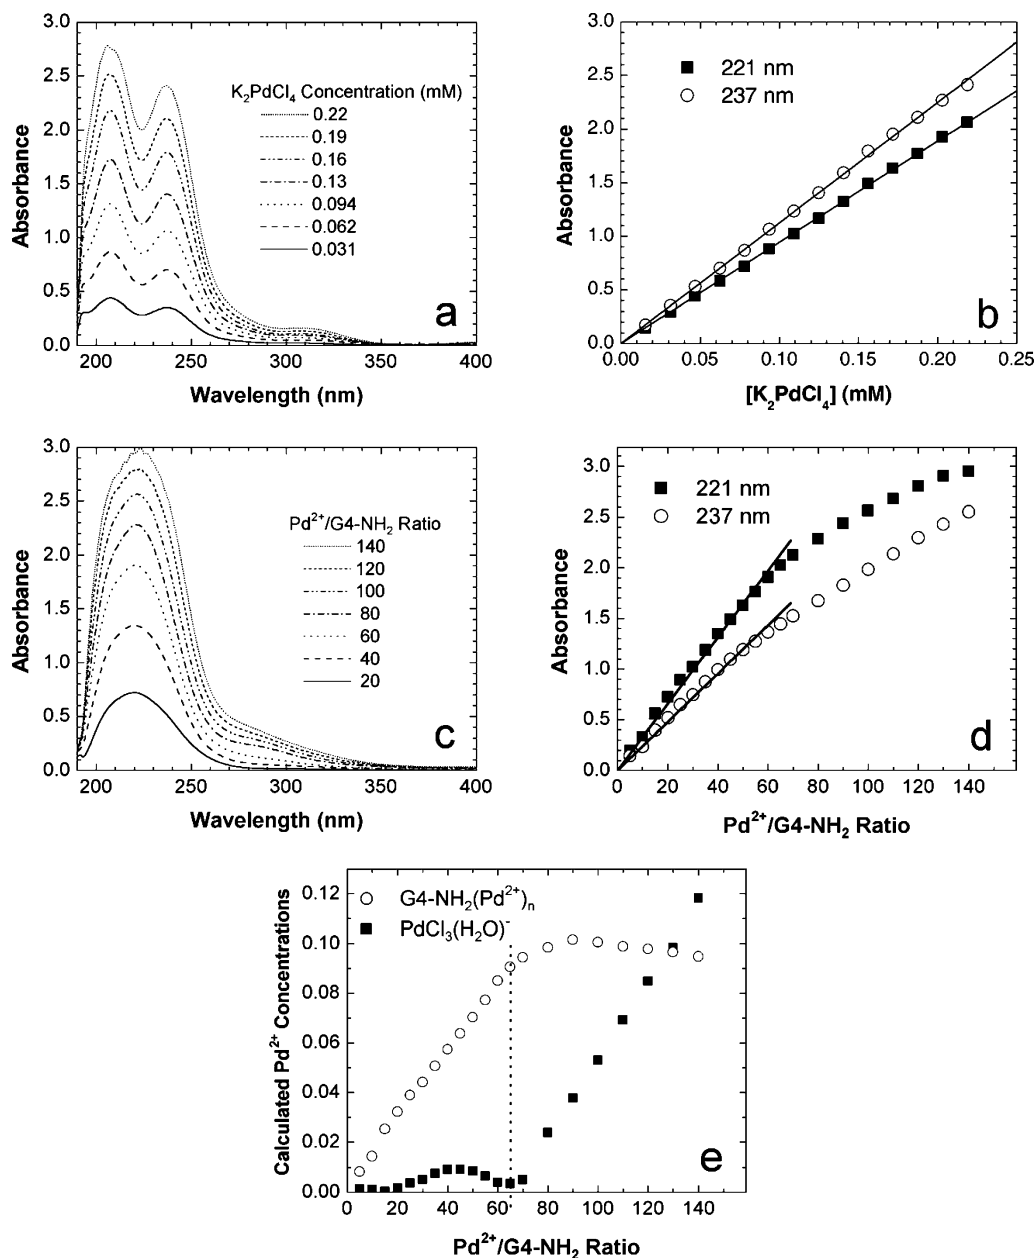 3.0
2.5
2.0
1.5
1.0
0.5
0.0
Absorbance
K₂PdCl₄ Concentration (mM)
0.22
0.19
0.16
0.13
0.094
0.062
0.031
a
200 250 300 350 400
Wavelength (nm)
3.0
2.5
2.0
1.5
1.0
0.5
0.0
Absorbance
221 nm
237 nm
b
0.00 0.05 0.10 0.15 0.20 0.25
[K₂PdCl₄] (mM)
3.0
2.5
2.0
1.5
1.0
0.5
0.0
Absorbance
Pd²⁺/G4-NH₂ Ratio
140
120
100
80
60
40
20
c
200 250 300 350 400
Wavelength (nm)
3.0
2.5
2.0
1.5
1.0
0.5
0.0
Absorbance
221 nm
237 nm
d
0 20 40 60 80 100 120 140
Pd²⁺/G4-NH₂ Ratio
0.12
0.10
0.08
0.06
0.04
0.02
0.00
Calculated Pd²⁺ Concentrations
G4-NH₂(Pd²⁺)ₙ
PdCl₃(H₂O)⁻
e
0 20 40 60 80 100 120 140
Pd²⁺/G4-NH₂ Ratio